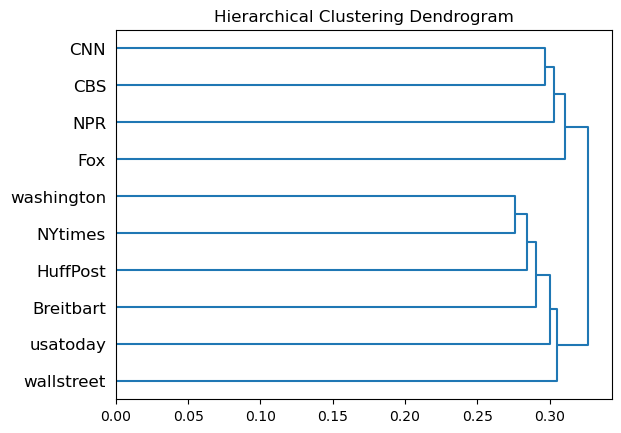 Hierarchical Clustering Dendrogram
CNN
CBS
NPR
Fox
washington
NYtimes
HuffPost
Breitbart
usatoday
wallstreet
0.00 0.05 0.10 0.15 0.20 0.25 0.30